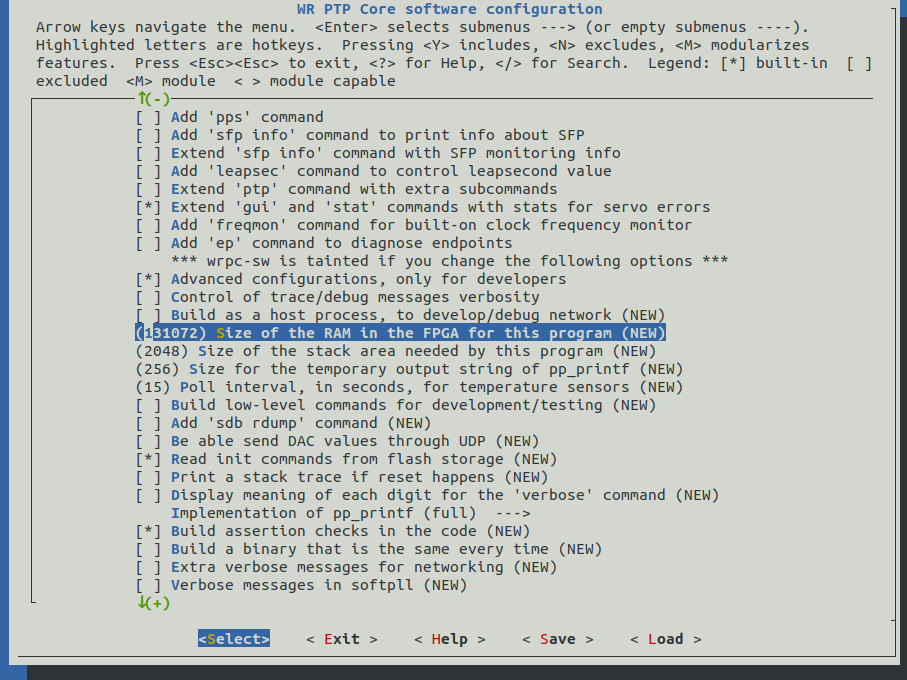 WR PTP Core software configuration
Arrow keys navigate the menu.  <Enter> selects submenus ---> (or empty submenus ----).
Highlighted letters are hotkeys.  Pressing <Y> includes, <N> excludes, <M> modularizes
features.  Press <Esc><Esc> to exit, <?> for Help, </> for Search.  Legend: [*] built-in  [ ]
excluded  <M> module  < > module capable
↑(-)
[ ] Add 'pps' command
[ ] Add 'sfp info' command to print info about SFP
[ ] Extend 'sfp info' command with SFP monitoring info
[ ] Add 'leapsec' command to control leapsecond value
[ ] Extend 'ptp' command with extra subcommands
[*] Extend 'gui' and 'stat' commands with stats for servo errors
[ ] Add 'freqmon' command for built-on clock frequency monitor
[ ] Add 'ep' command to diagnose endpoints
*** wrpc-sw is tainted if you change the following options ***
[*] Advanced configurations, only for developers
[ ] Control of trace/debug messages verbosity
[ ] Build as a host process, to develop/debug network (NEW)
(131072) Size of the RAM in the FPGA for this program (NEW)
(2048) Size of the stack area needed by this program (NEW)
(256) Size for the temporary output string of pp_printf (NEW)
(15) Poll interval, in seconds, for temperature sensors (NEW)
[ ] Build low-level commands for development/testing (NEW)
[ ] Add 'sdb rdump' command (NEW)
[ ] Be able send DAC values through UDP (NEW)
[*] Read init commands from flash storage (NEW)
[ ] Print a stack trace if reset happens (NEW)
[ ] Display meaning of each digit for the 'verbose' command (NEW)
Implementation of pp_printf (full)  --->
[*] Build assertion checks in the code (NEW)
[ ] Build a binary that is the same every time (NEW)
[ ] Extra verbose messages for networking (NEW)
[ ] Verbose messages in softpll (NEW)
↓(+)
<Select>    < Exit >    < Help >    < Save >    < Load >